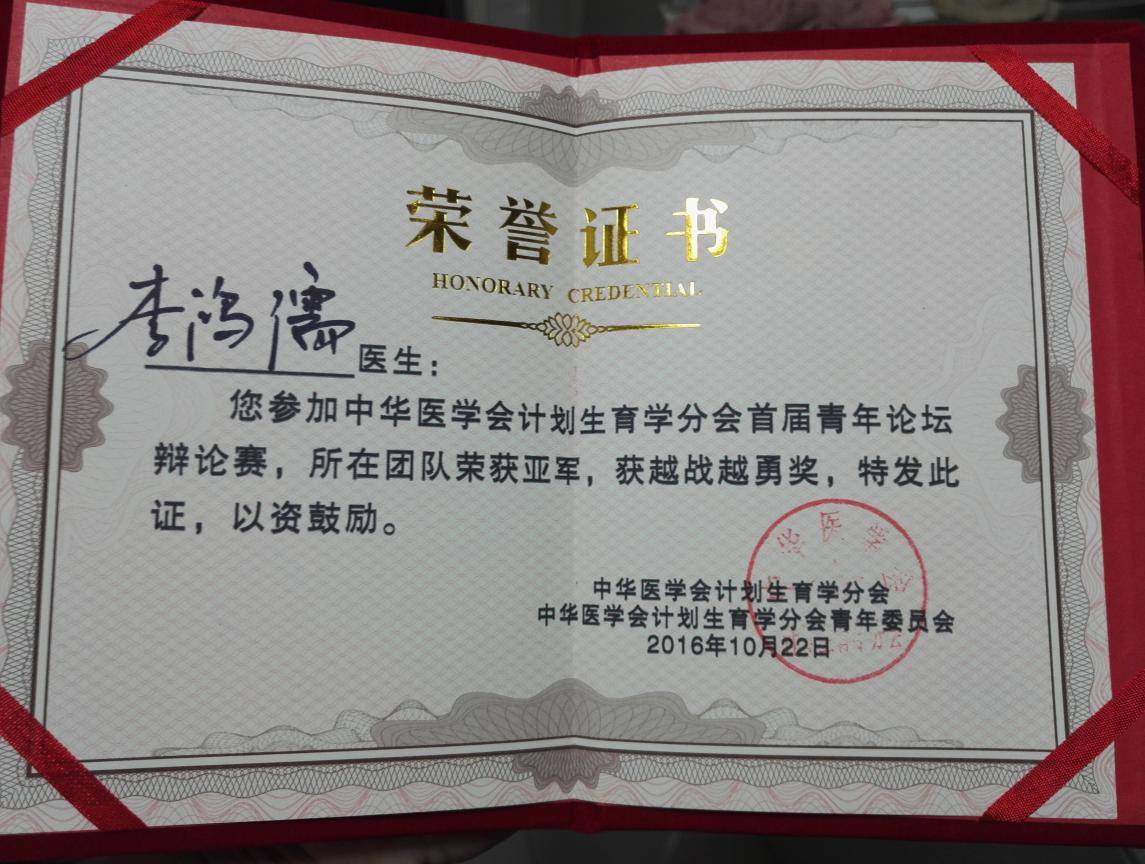 荣誉证书
HONORARY CREDENTIAL
李鸿儒医生：
您参加中华医学会计划生育学分会首届青年论坛
辩论赛，所在团队荣获亚军，获越战越勇奖，特发此
证，以资鼓励。
中华医学会计划生育学分会
中华医学会计划生育学分会青年委员会
2016年10月22日
华医学